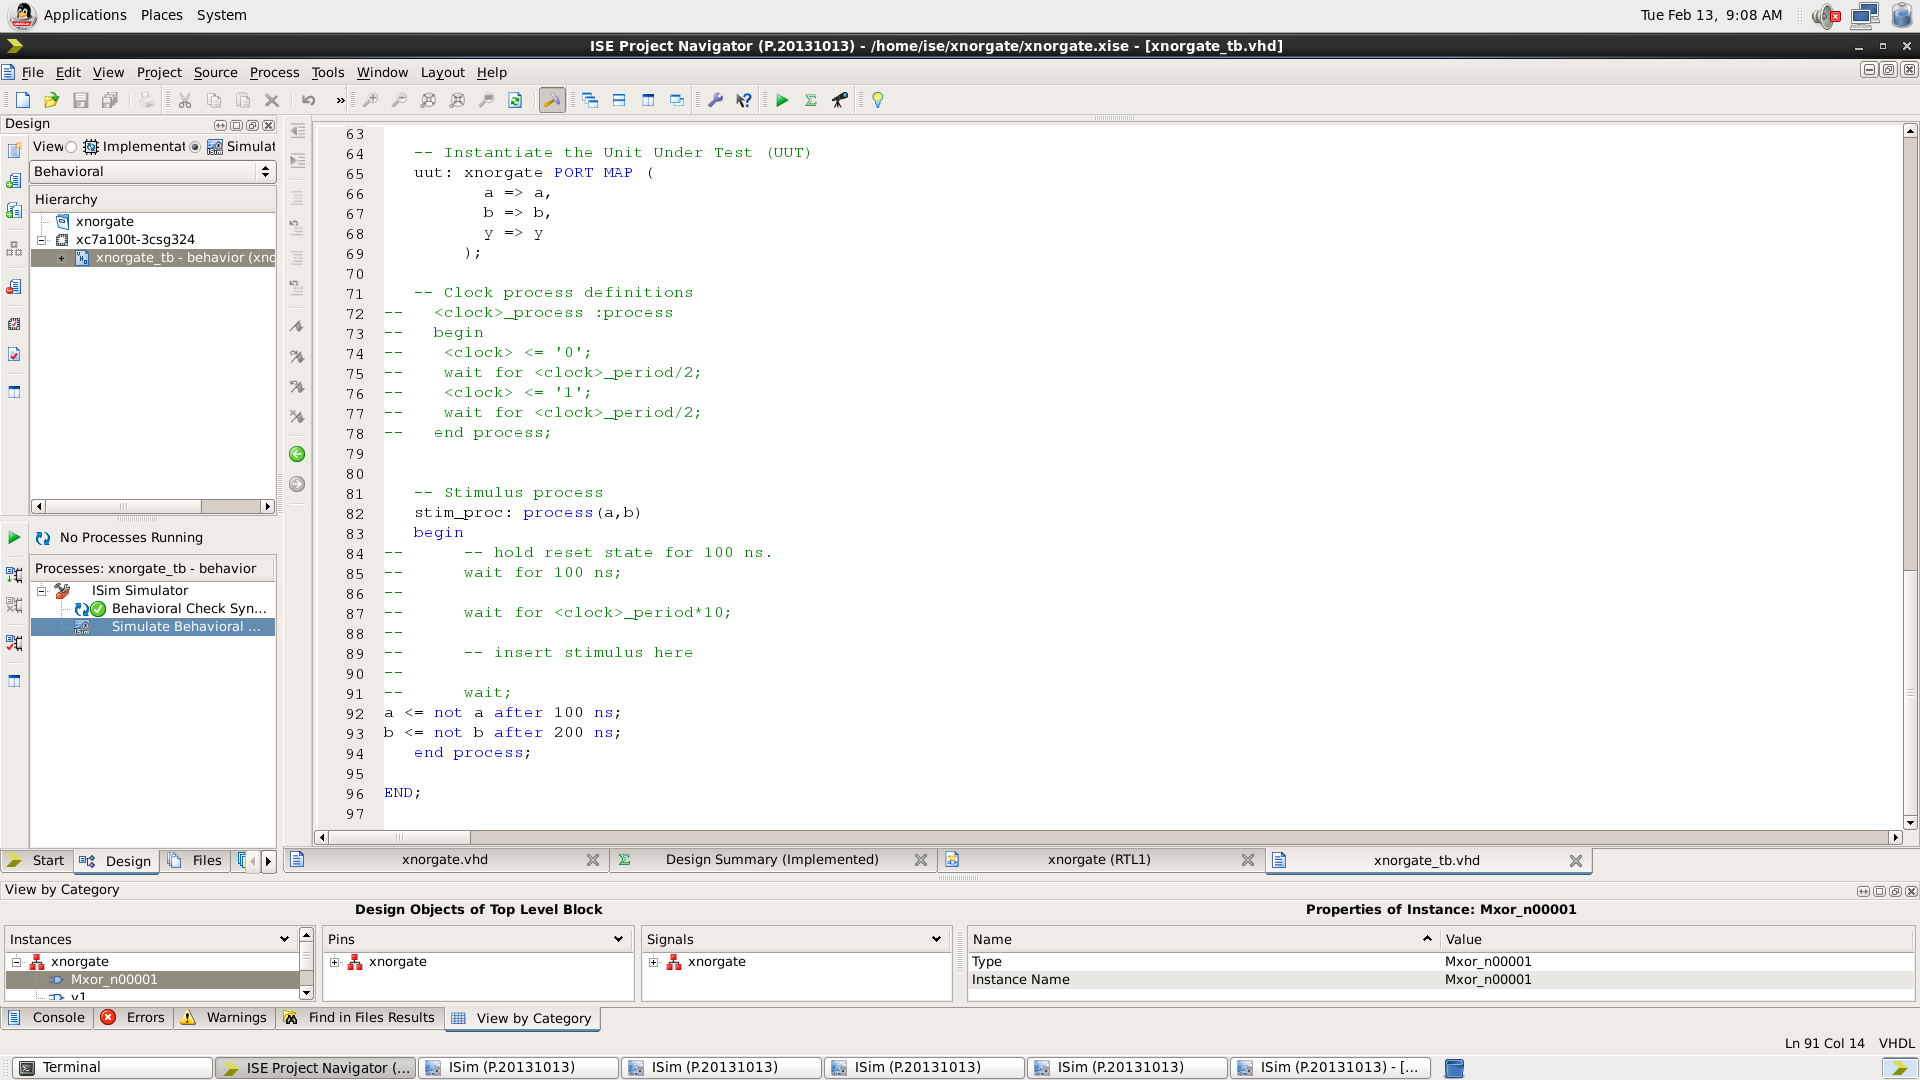 Applications Places System
Tue Feb 13, 9:08 AM
ISE Project Navigator (P.20131013) - /home/ise/xnorgate/xnorgate.xise - [xnorgate_tb.vhd]
File Edit View Project Source Process Tools Window Layout Help
Design
View Implementat Simulat
Behavioral
Hierarchy
xnorgate
xc7a100t-3csg324
xnorgate_tb - behavior (xno
No Processes Running
Processes: xnorgate_tb - behavior
ISim Simulator
Behavioral Check Syn...
Simulate Behavioral ...
Start Design Files
63
64 -- Instantiate the Unit Under Test (UUT)
65 uut: xnorgate PORT MAP (
66 a => a,
67 b => b,
68 y => y
69 );
70
71 -- Clock process definitions
72 -- <clock>_process :process
73 -- begin
74 -- <clock> <= '0';
75 -- wait for <clock>_period/2;
76 -- <clock> <= '1';
77 -- wait for <clock>_period/2;
78 -- end process;
79
80
81 -- Stimulus process
82 stim_proc: process(a,b)
83 begin
84 -- -- hold reset state for 100 ns.
85 -- wait for 100 ns;
86 --
87 -- wait for <clock>_period*10;
88 --
89 -- -- insert stimulus here
90 --
91 -- wait;
92 a <= not a after 100 ns;
93 b <= not b after 200 ns;
94 end process;
95
96 END;
97
xnorgate.vhd Design Summary (Implemented) xnorgate (RTL1) xnorgate_tb.vhd
View by Category
Design Objects of Top Level Block
Properties of Instance: Mxor_n00001
Instances Pins Signals Name Value
xnorgate xnorgate xnorgate Type Mxor_n00001
Mxor_n00001 Instance Name Mxor_n00001
y1
Console Errors Warnings Find in Files Results View by Category
Ln 91 Col 14 VHDL
Terminal ISE Project Navigator (... ISim (P.20131013) ISim (P.20131013) ISim (P.20131013) ISim (P.20131013) ISim (P.20131013) - [...